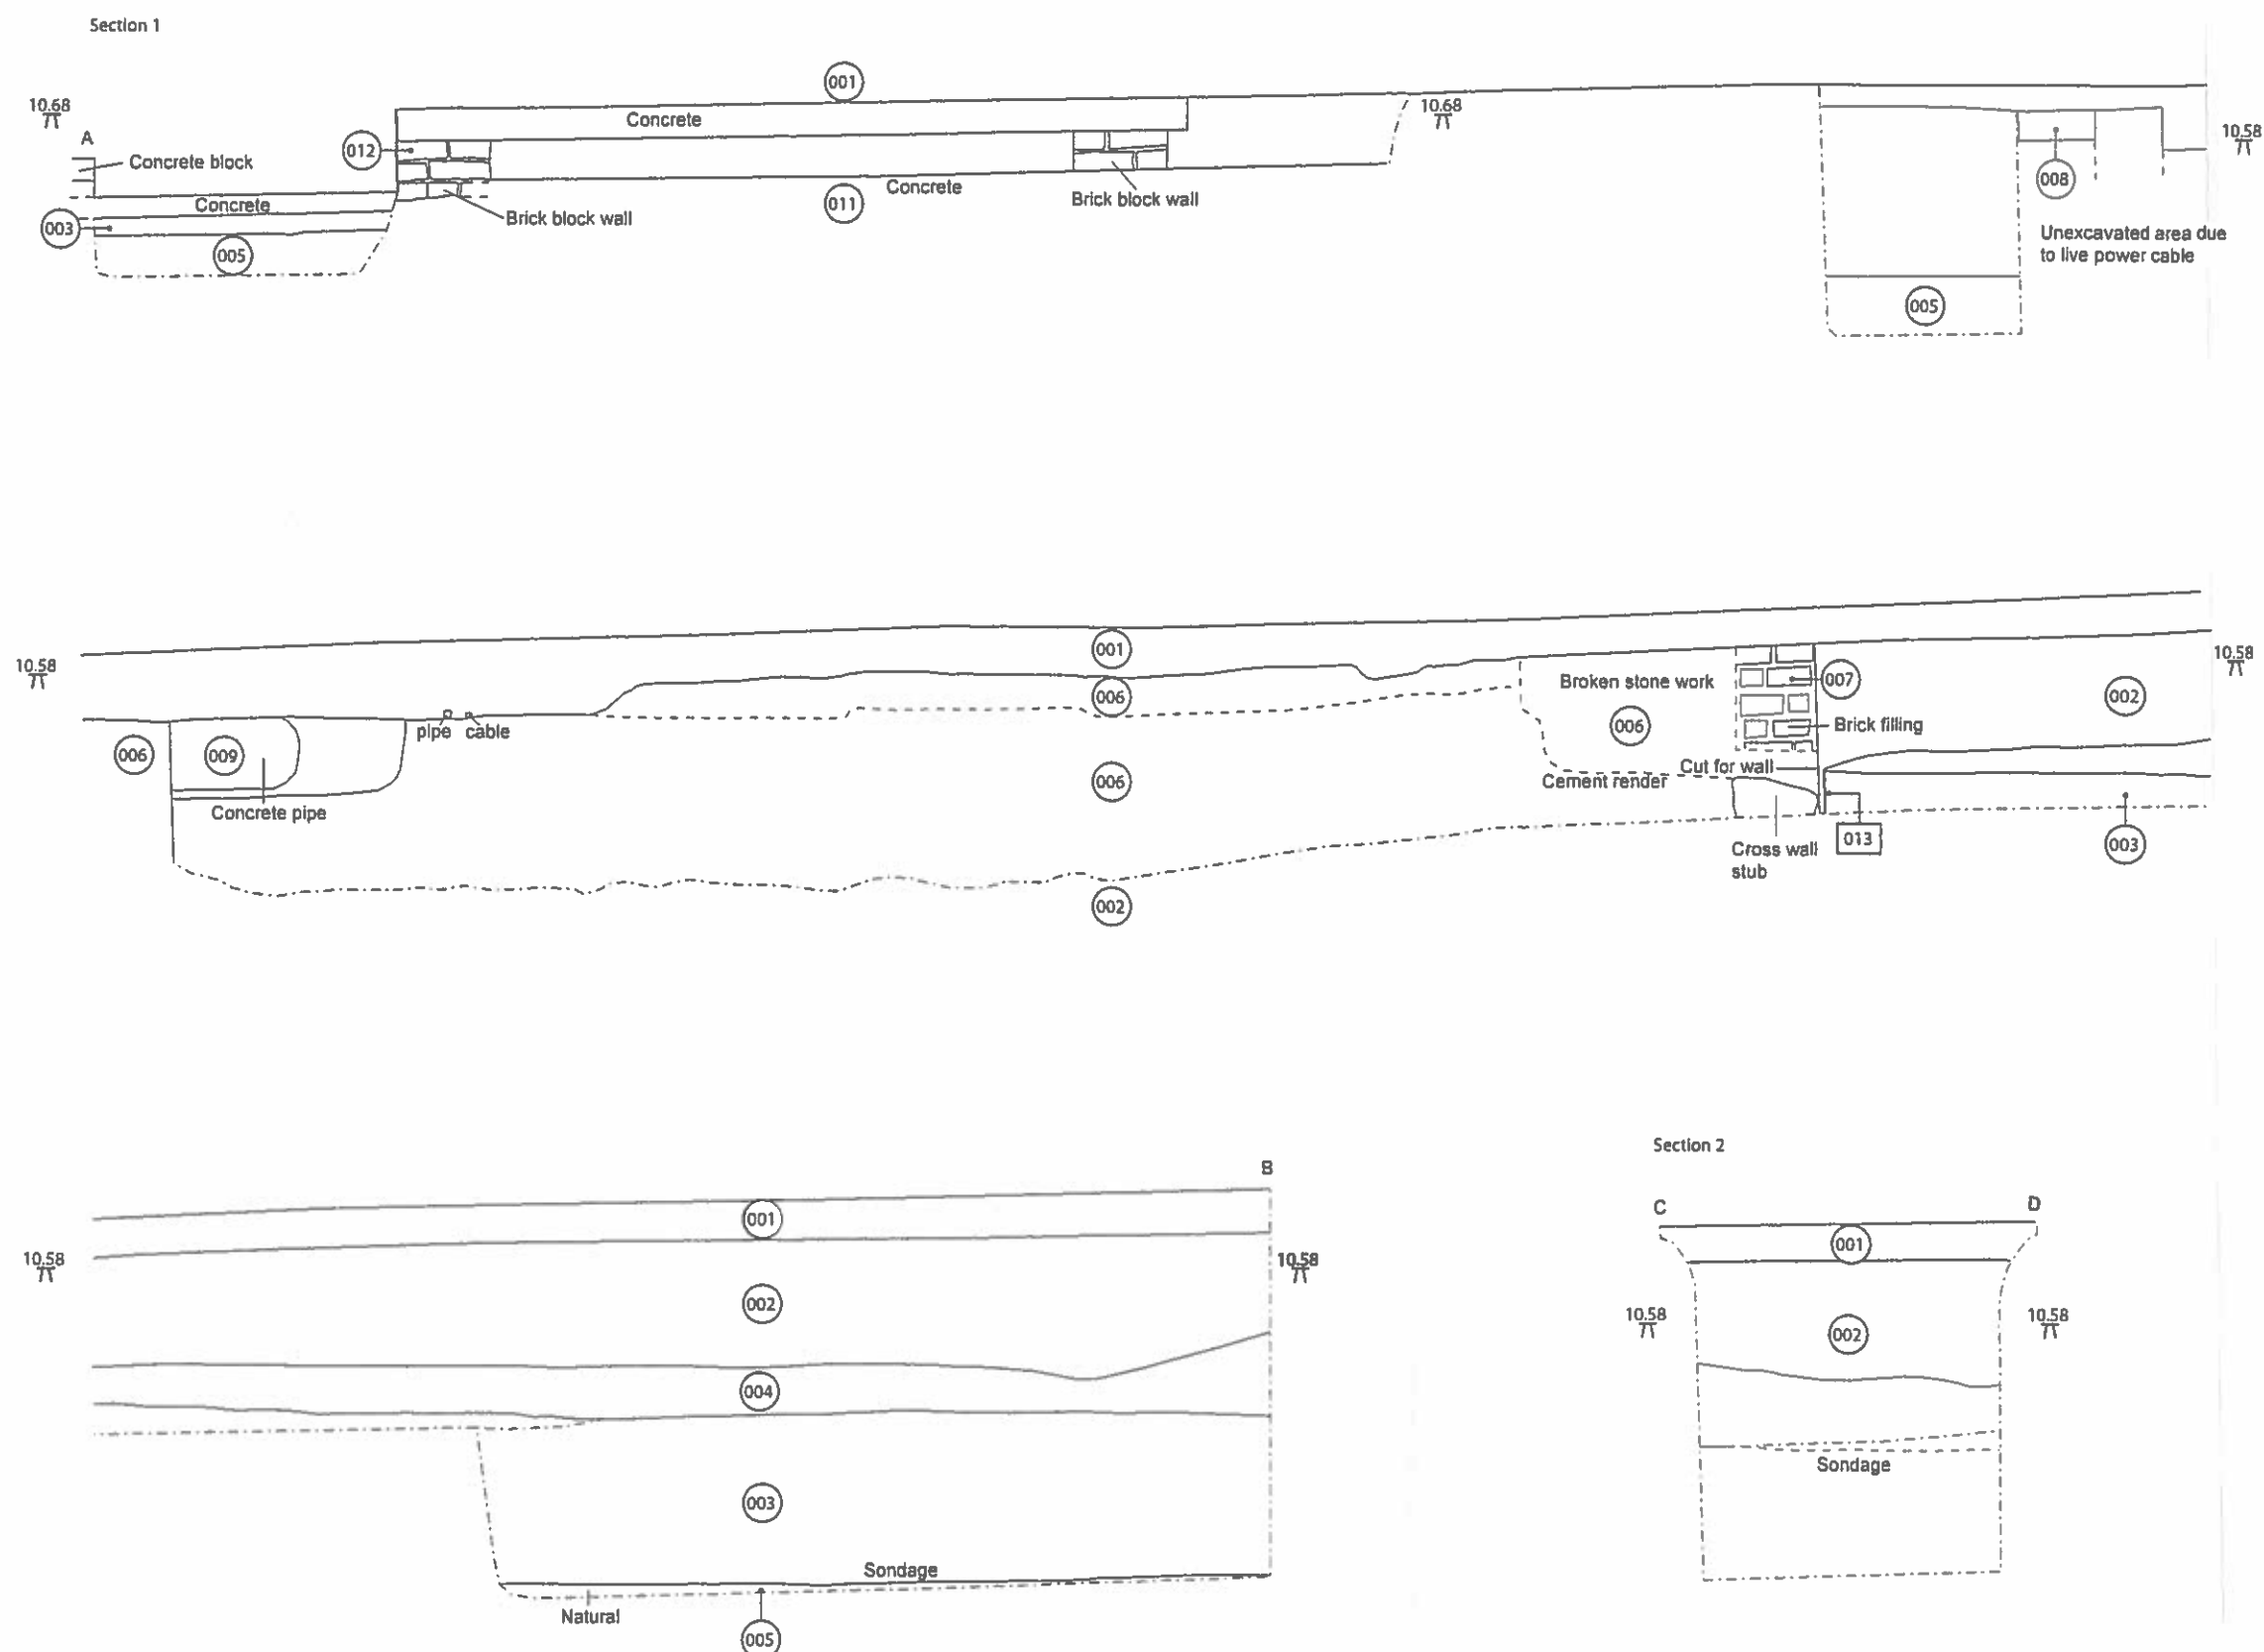 Section 1
001
10.68
A
Concrete block
Concrete
003
005
012
Concrete
Brick block wall
011
Concrete
Brick block wall
10.68
10.58
008
Unexcavated area due
to live power cable
005
10.58
001
006
006
009
pipe cable
Concrete pipe
006
002
Broken stone work
006
Cement render
007
Brick filling
Cut for wall
Cross wall
stub
013
002
003
10.58
B
001
10.58
10.58
002
004
003
Sondage
Natural
005
Section 2
C
D
001
10.58
10.58
002
Sondage